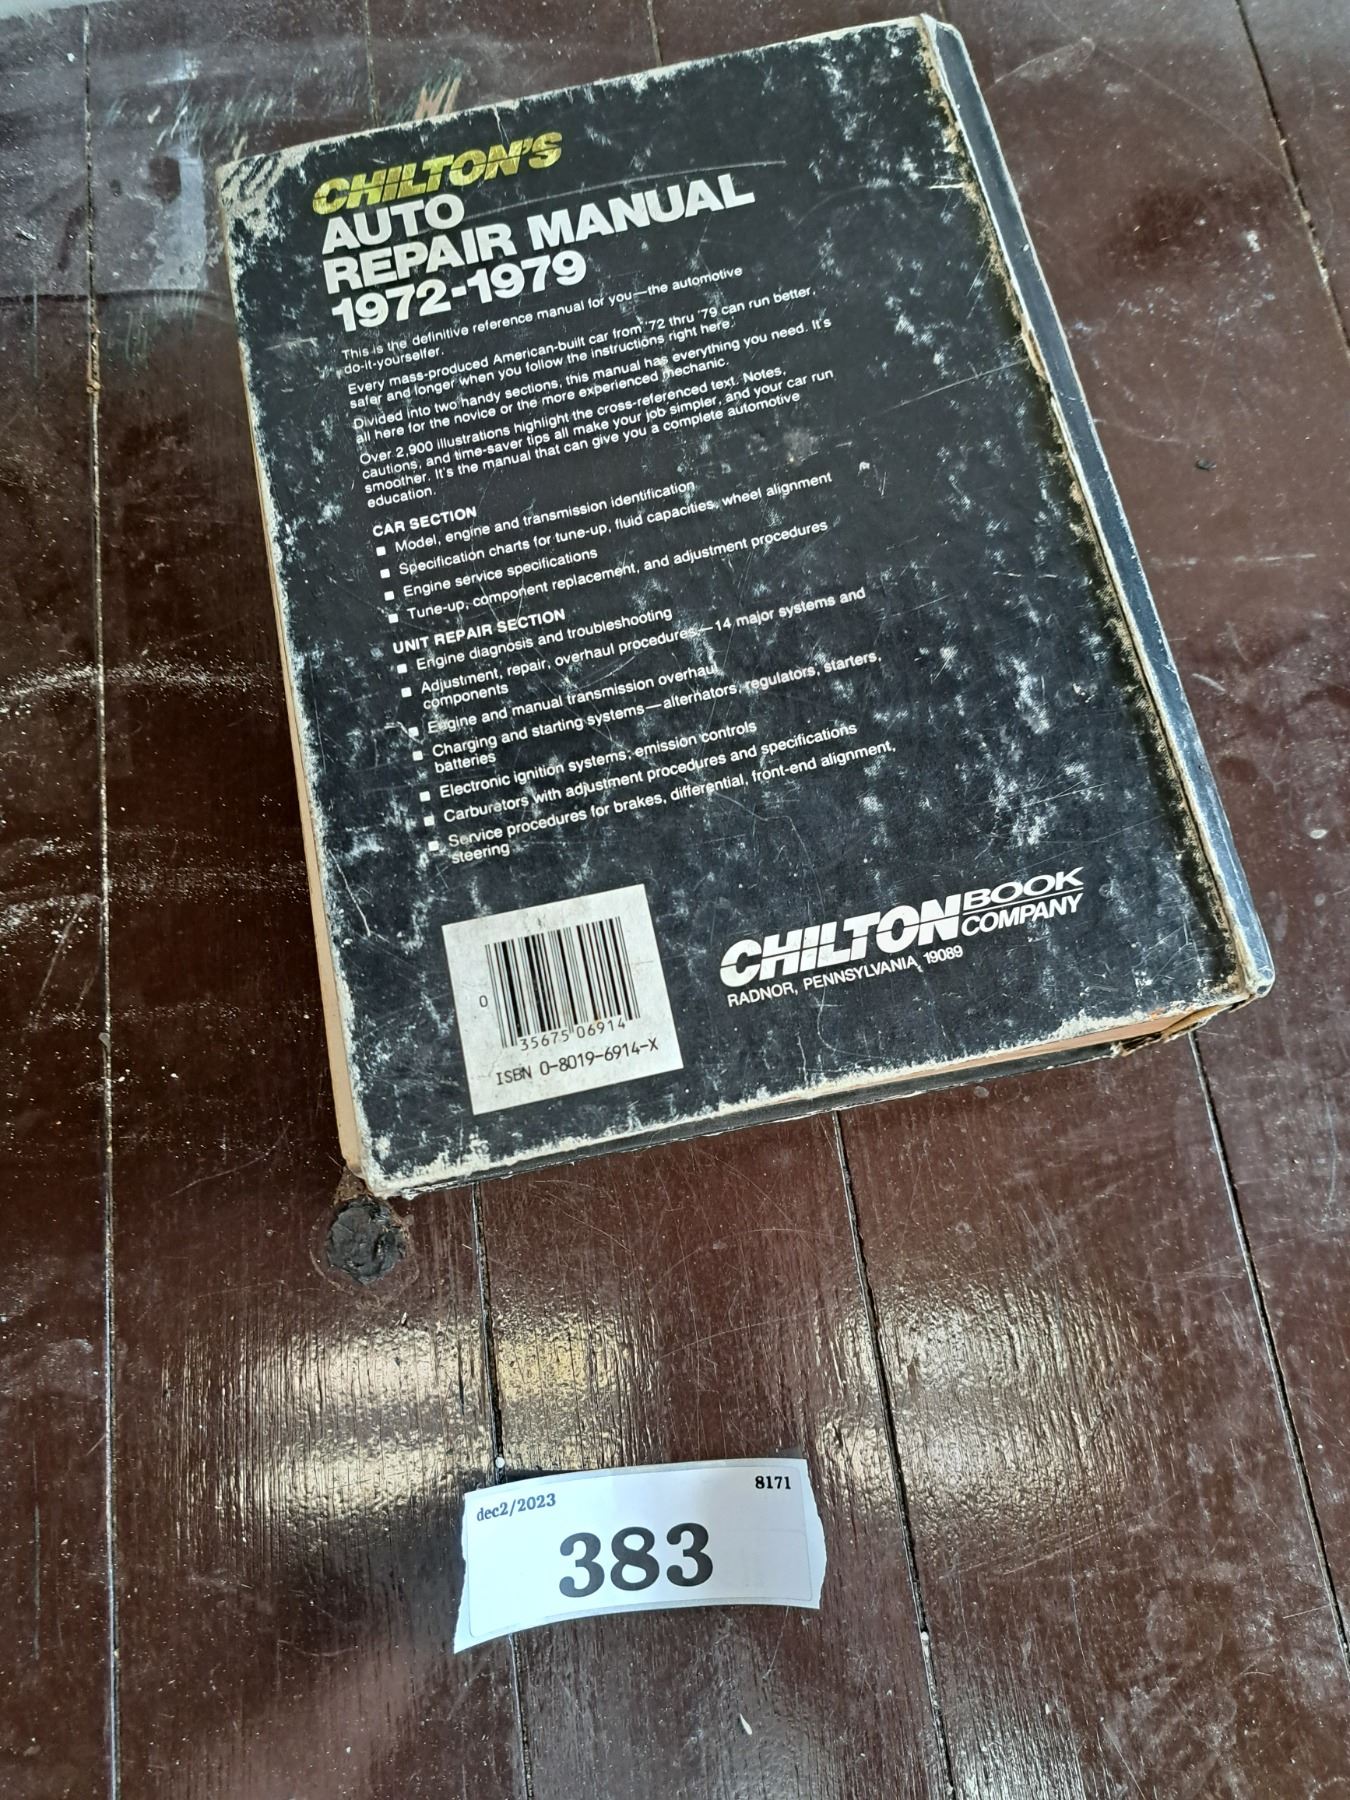 CHILTON'S
AUTO
REPAIR MANUAL
1972-1979
This is the definitive reference manual for you—the automotive
do-it-yourselfer.
Every mass-produced American-built car from '72 thru '79 can run better,
safer and longer when you follow the instructions right here.
Divided into two handy sections, this manual has everything you need. It's
all here for the novice or the more experienced mechanic.
Over 2,900 illustrations highlight the cross-referenced text. Notes,
cautions, and time-saver tips all make your job simpler, and your car run
smoother. It's the manual that can give you a complete automotive
education.
CAR SECTION
■ Model, engine and transmission identification
■ Specification charts for tune-up, fluid capacities, wheel alignment
■ Engine service specifications
■ Tune-up, component replacement, and adjustment procedures
UNIT REPAIR SECTION
■ Engine diagnosis and troubleshooting
■ Adjustment, repair, overhaul procedures—14 major systems and
components
■ Engine and manual transmission overhaul
■ Charging and starting systems—alternators, regulators, starters,
batteries
■ Electronic ignition systems; emission controls
■ Carburetors with adjustment procedures and specifications
■ Service procedures for brakes, differential, front-end alignment,
steering
CHILTON BOOK
COMPANY
RADNOR, PENNSYLVANIA 19089
0 35675 06914
ISBN 0-8019-6914-X
dec2/2023 8171
383